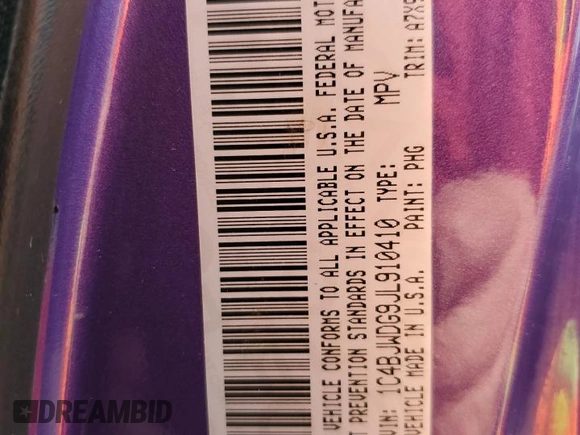 VEHICLE CONFORMS TO ALL APPLICABLE U.S.A. FEDERAL MOT
T PREVENTION STANDARDS IN EFFECT ON THE DATE OF MANUFA
VIN: 1C4BJWDG9JL910410 TYPE: MPV
VEHICLE MADE IN U.S.A. PAINT: PHG TRIM: A7X9
DREAMBID